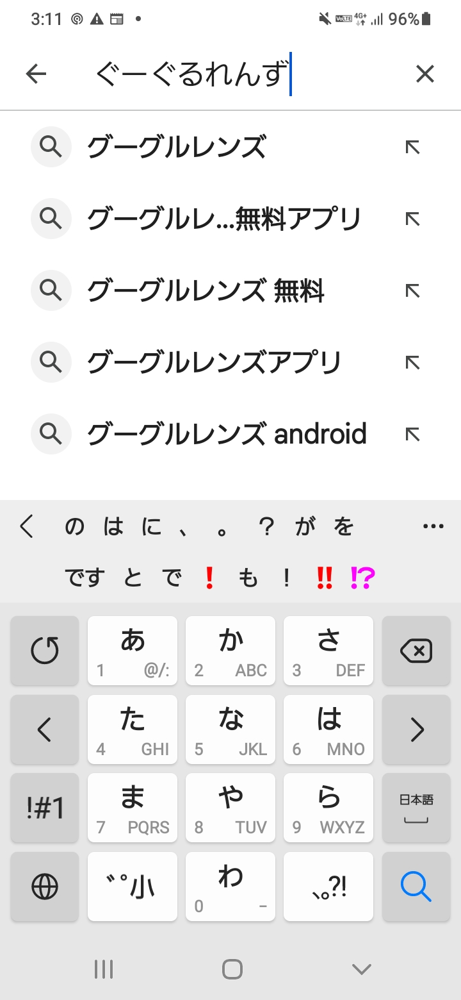 3:11 VoLTE 4G+ 96%
ぐーぐるれんず
グーグルレンズ
グーグルレ...無料アプリ
グーグルレンズ 無料
グーグルレンズアプリ
グーグルレンズ android
の は に 、 。 ? が を ...
です と で ! も ! !! !?
あ か さ
1 @/: 2 ABC 3 DEF
た な は
4 GHI 5 JKL 6 MNO
!#1 ま や ら 日本語
7 PQRS 8 TUV 9 WXYZ
゛゜小 わ 、。?!
0 −